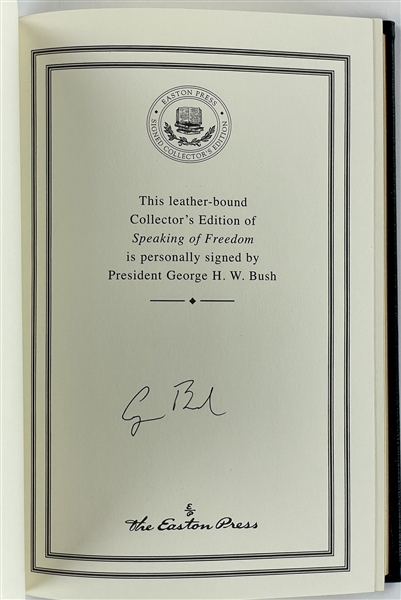 EASTON PRESS
SIGNED COLLECTOR'S EDITION
This leather-bound
Collector's Edition of
Speaking of Freedom
is personally signed by
President George H. W. Bush
G Bush
E/P
The Easton Press